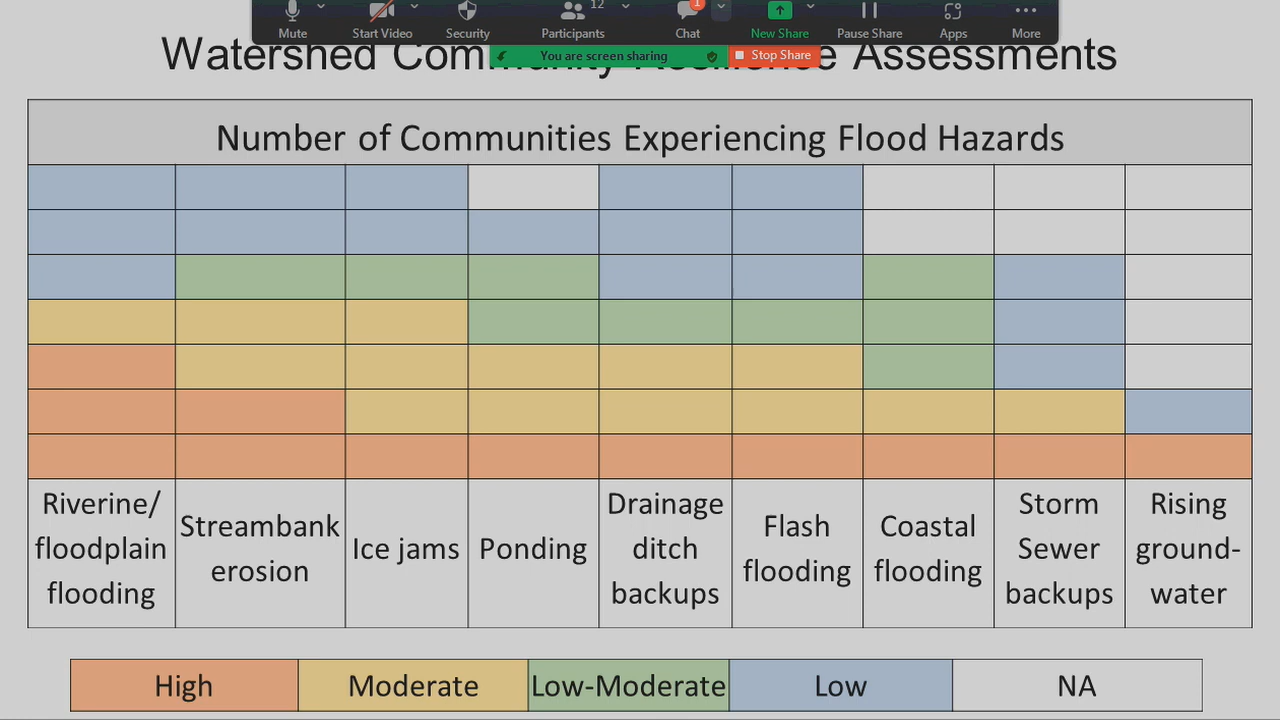 12
1
Mute
Start Video
Security
Participants
Chat
New Share
Pause Share
Apps
More
You are screen sharing
Stop Share
Watershed Assessments
Number of Communities Experiencing Flood Hazards
Riverine/
floodplain
flooding
Streambank
erosion
Ice jams
Ponding
Drainage
ditch
backups
Flash
flooding
Coastal
flooding
Storm
Sewer
backups
Rising
ground-
water
High
Moderate
Low-Moderate
Low
NA